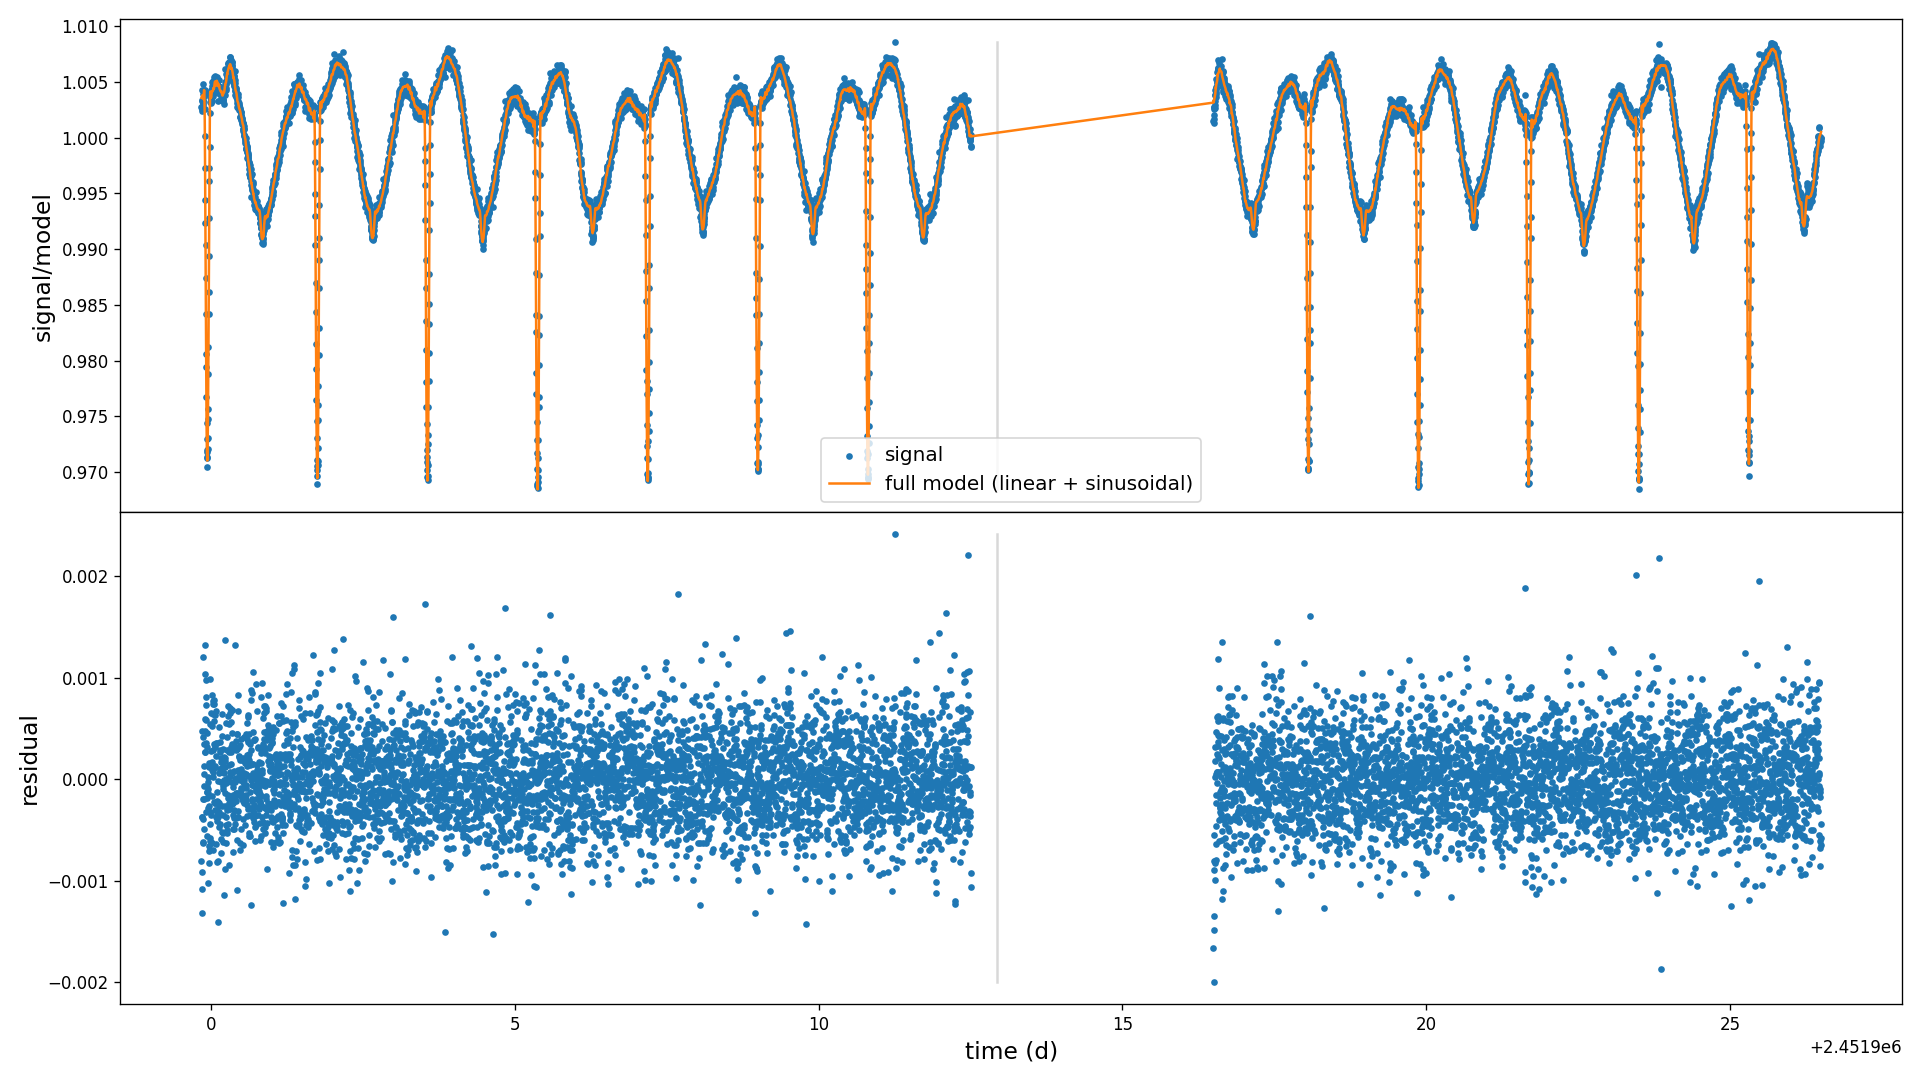 1.010
1.005
1.000
0.995
0.990
0.985
0.980
0.975
0.970
signal/model
signal
full model (linear + sinusoidal)
0.002
0.001
0.000
−0.001
−0.002
residual
0 5 10 15 20 25
time (d)
+2.4519e6